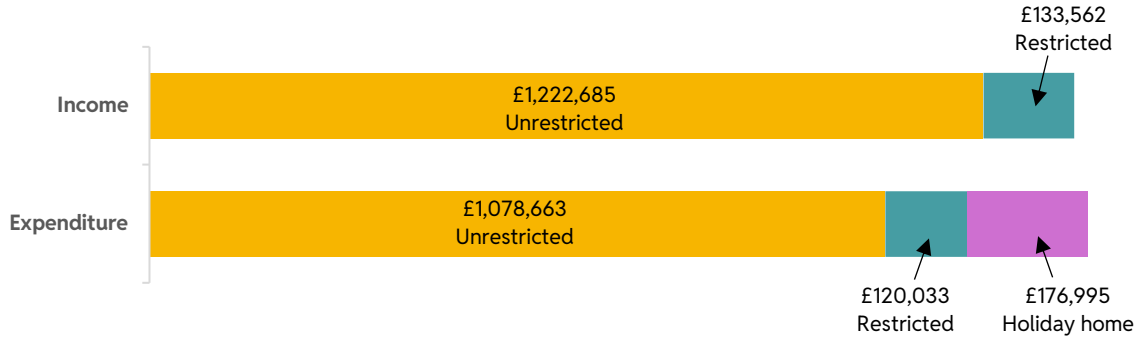 £133,562
Restricted
Income
£1,222,685
Unrestricted
Expenditure
£1,078,663
Unrestricted
£120,033
Restricted
£176,995
Holiday home